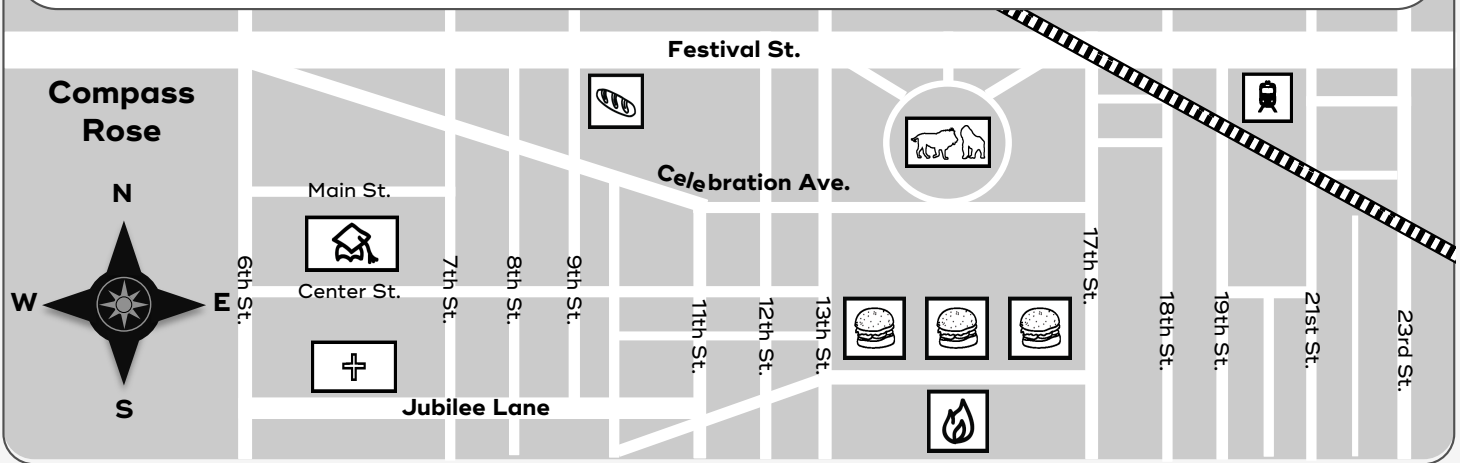 Festival St.
Compass
Rose
N
W
E
S
Main St.
Center St.
Celebration Ave.
Jubilee Lane
6th St.
7th St.
8th St.
9th St.
11th St.
12th St.
13th St.
17th St.
18th St.
19th St.
21st St.
23rd St.